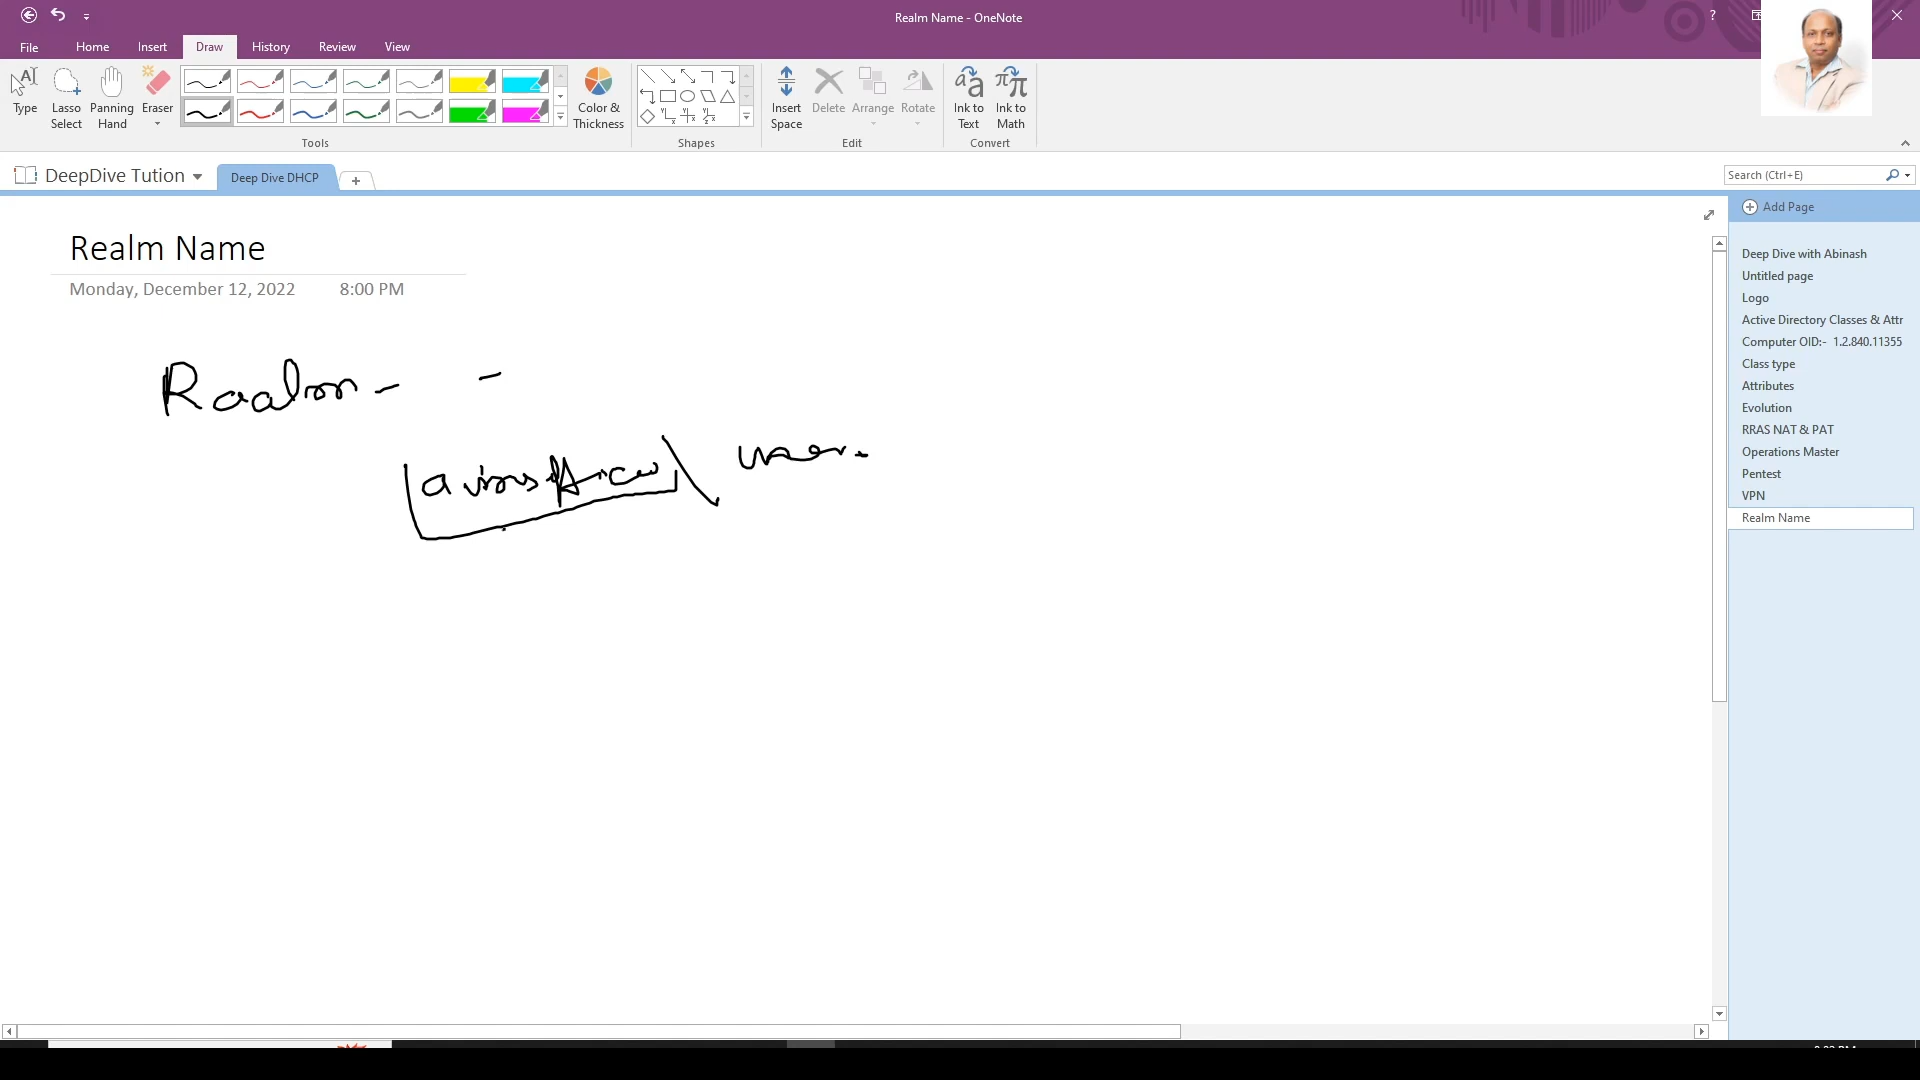 Realm Name - OneNote
?
File Home Insert Draw History Review View
Type
Lasso Select
Panning Hand
Eraser
Color & Thickness
Insert Space
Delete
Arrange
Rotate
Ink to Text
Ink to Math
Tools
Shapes
Edit
Convert
DeepDive Tution
Deep Dive DHCP
Search (Ctrl+E)
Add Page
Realm Name
Monday, December 12, 2022 8:00 PM
Deep Dive with Abinash
Untitled page
Logo
Active Directory Classes & Attr
Computer OID:- 1.2.840.11355
Class type
Attributes
Evolution
RRAS NAT & PAT
Operations Master
Pentest
VPN
Realm Name
Realm - -
\ user.